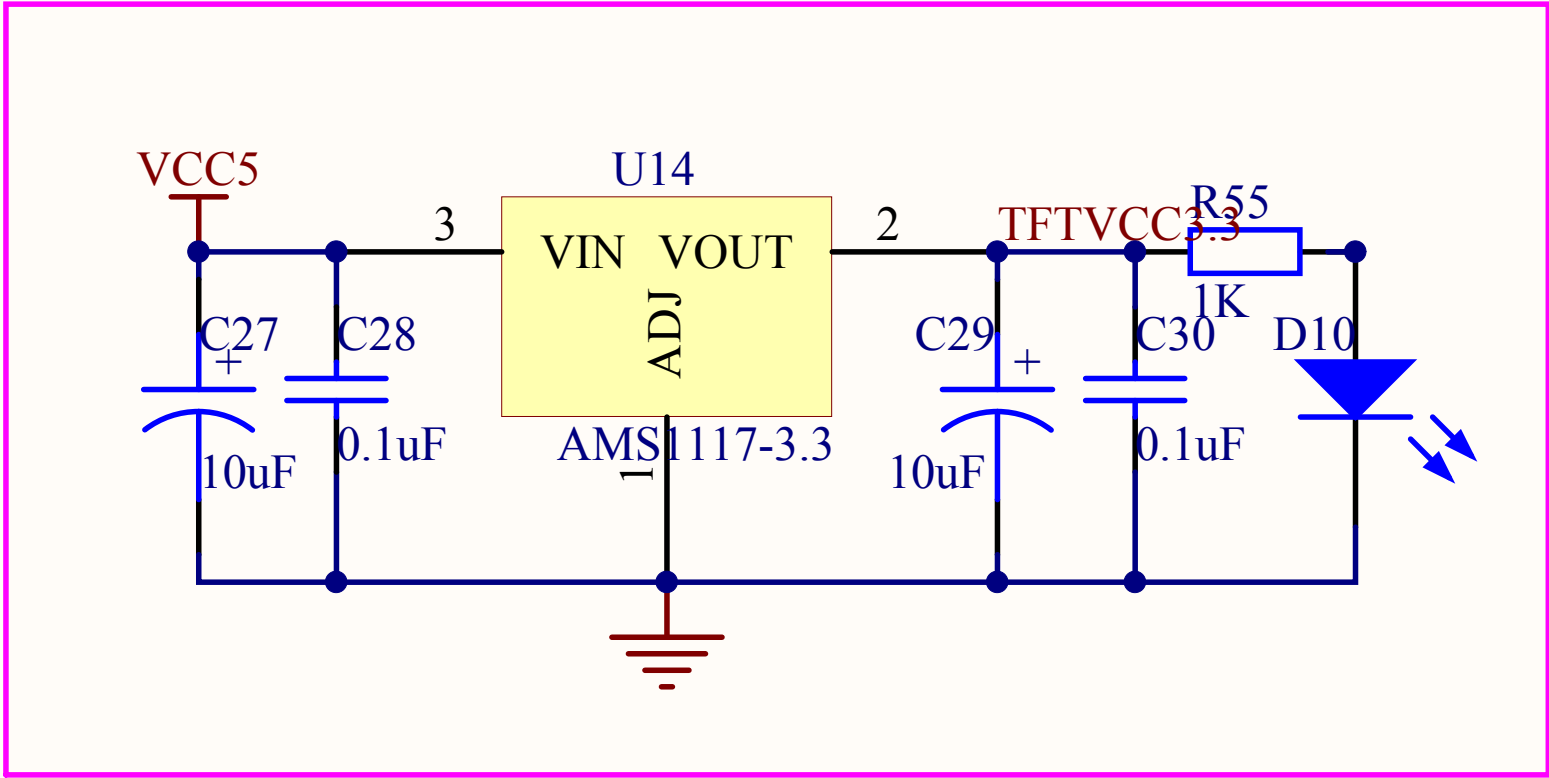 VCC5
U14
R55
TFTVCC3.3
3
2
VIN
VOUT
ADJ
1K
C27
C28
C29
C30
D10
+
+
AMS1117-3.3
0.1uF
0.1uF
10uF
10uF
1